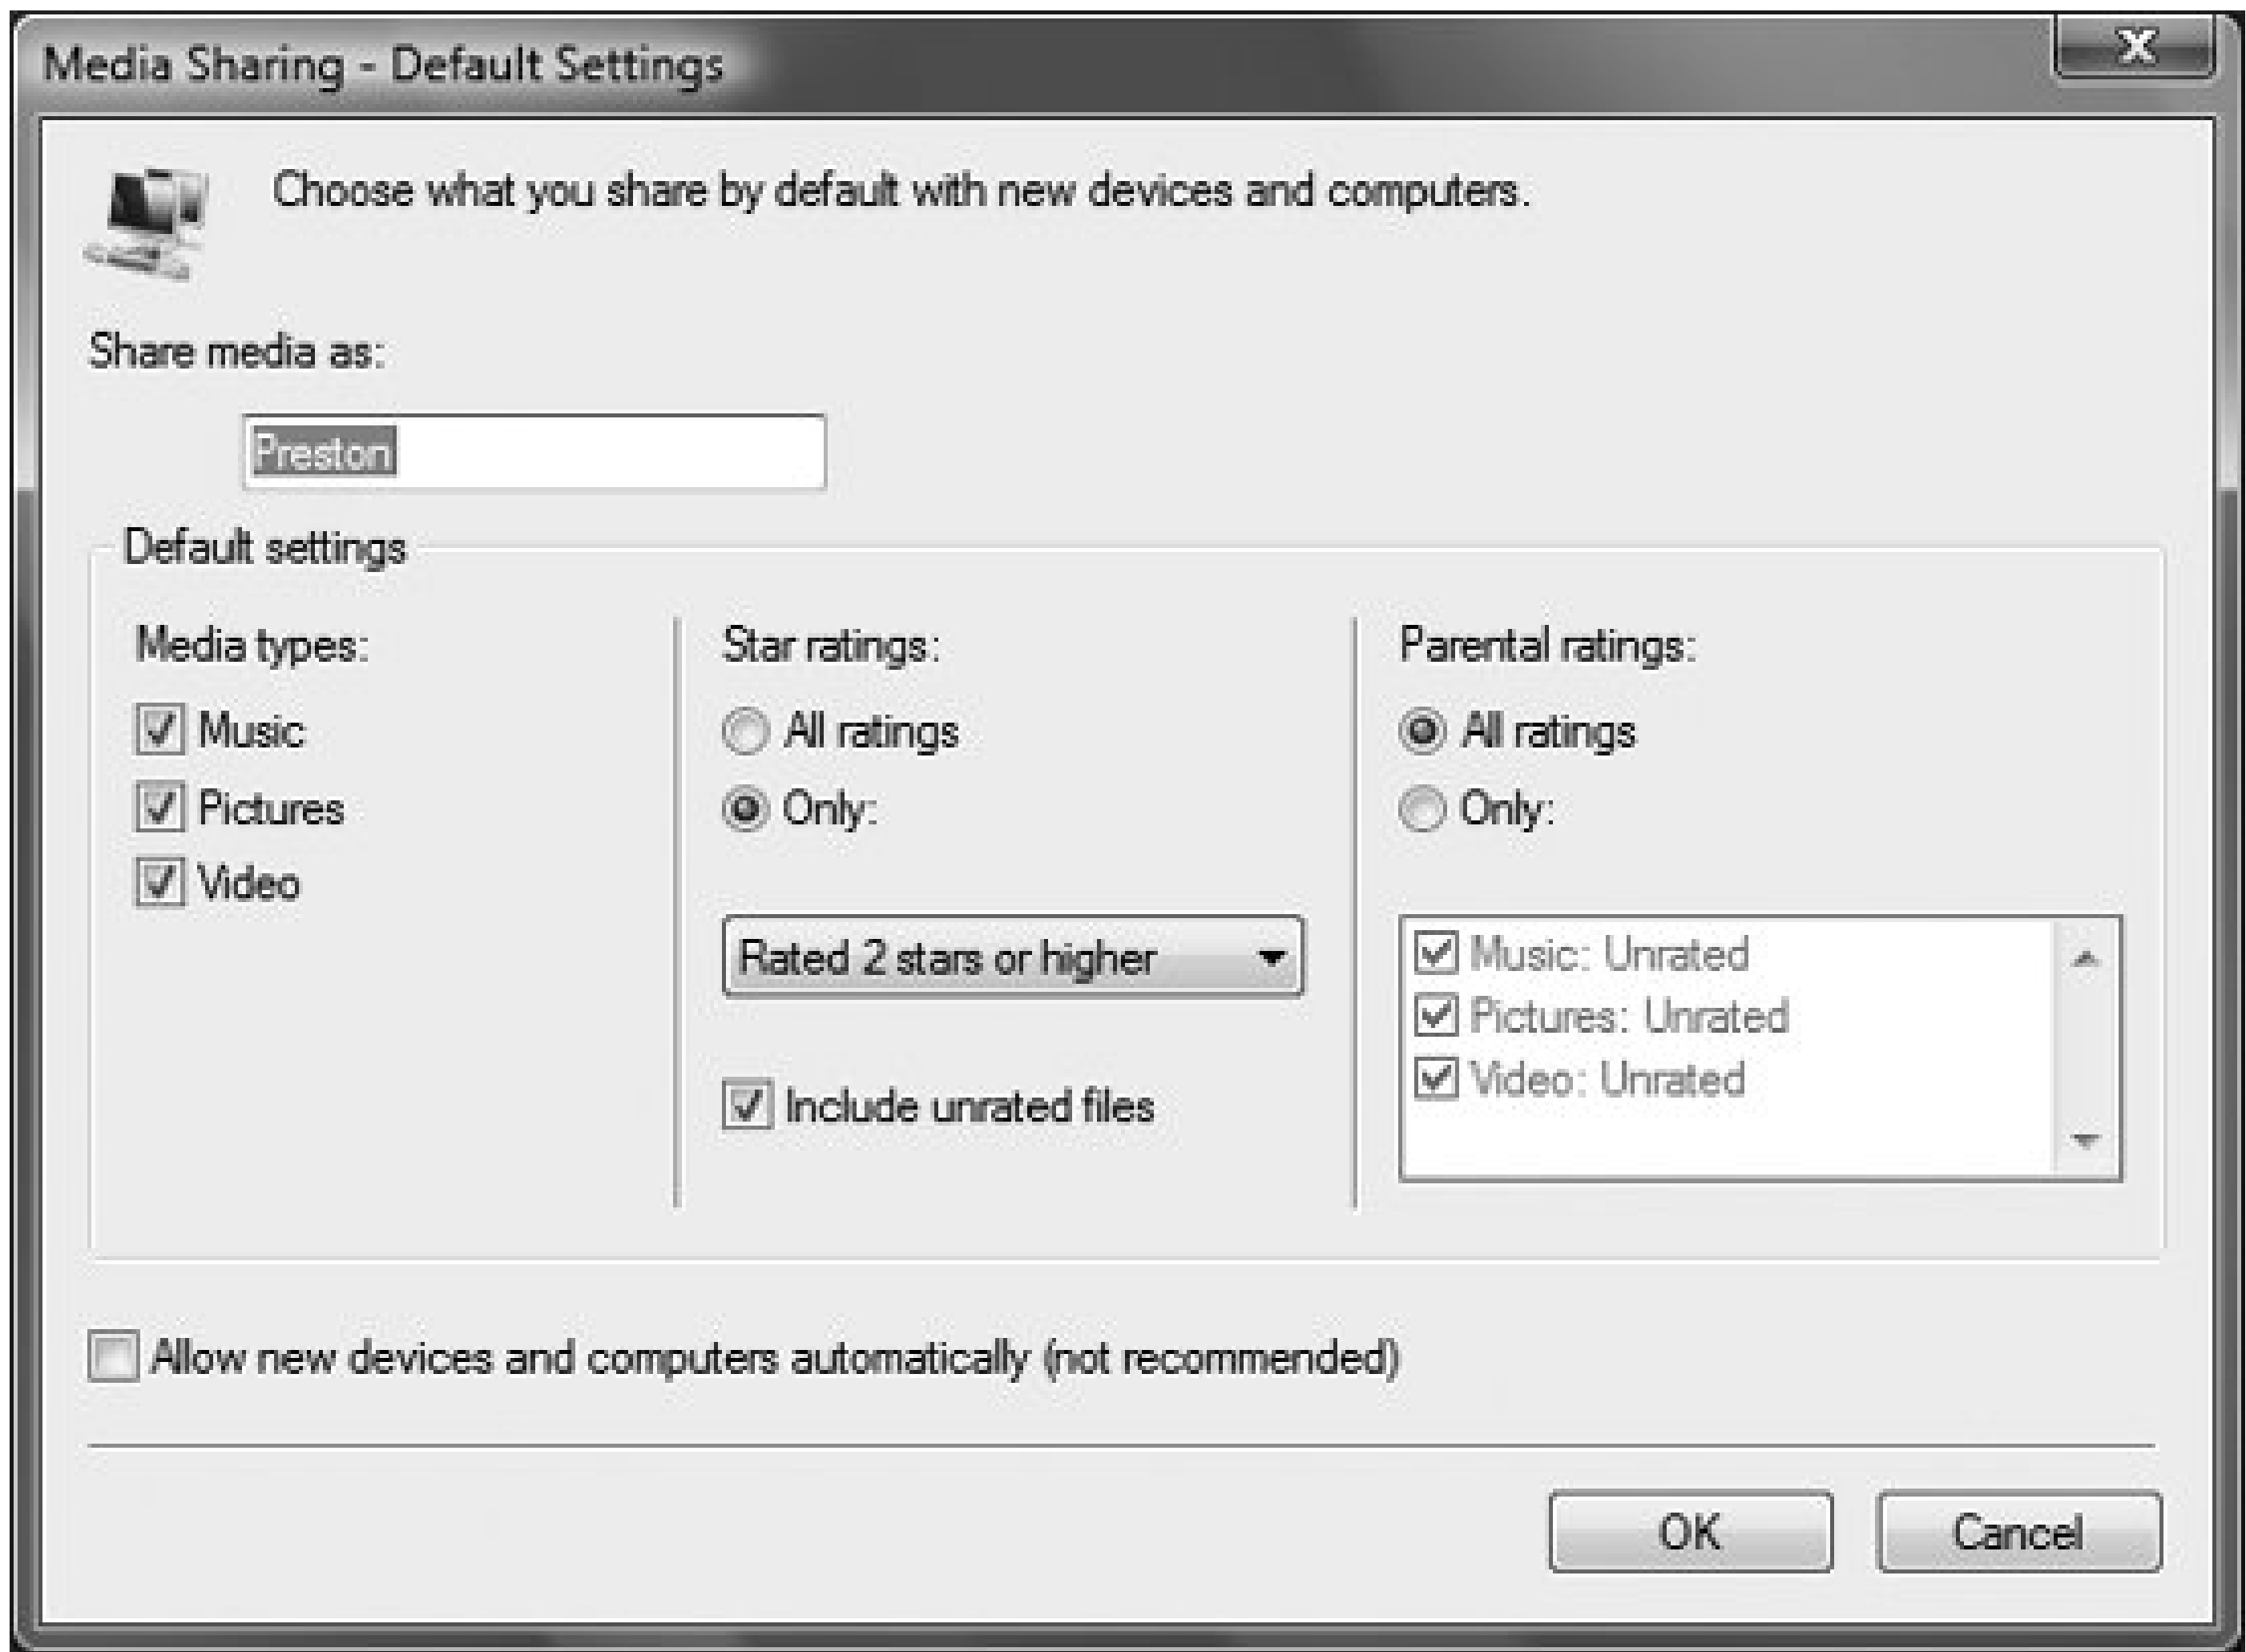 Media Sharing - Default Settings
Choose what you share by default with new devices and computers.
Share media as:
Preston
Default settings
Media types:
Music
Pictures
Video
Star ratings:
All ratings
Only:
Rated 2 stars or higher
Include unrated files
Parental ratings:
All ratings
Only:
Music: Unrated
Pictures: Unrated
Video: Unrated
Allow new devices and computers automatically (not recommended)
OK
Cancel